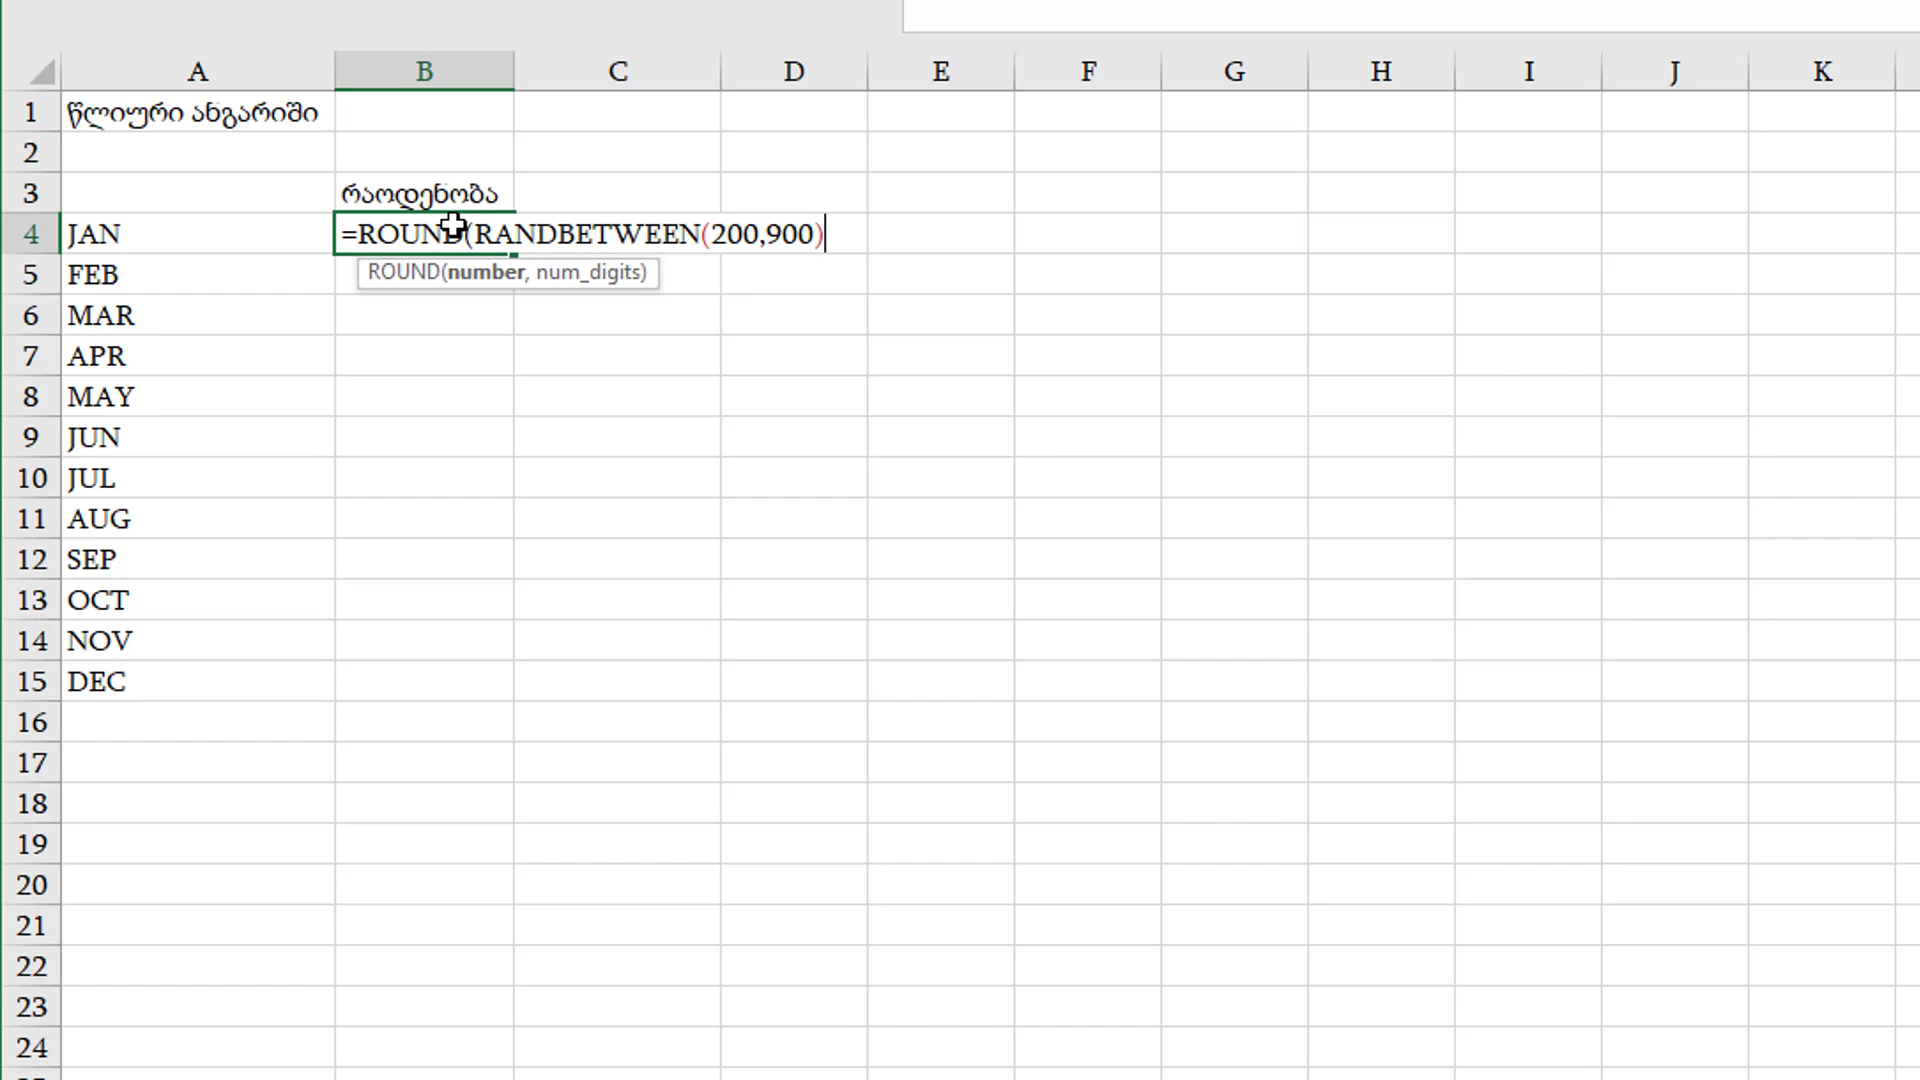 A B C D E F G H I J K
1 წლიური ანგარიში
2
3 რაოდენობა
4 JAN =ROUND(RANDBETWEEN(200,900)
ROUND(number, num_digits)
5 FEB
6 MAR
7 APR
8 MAY
9 JUN
10 JUL
11 AUG
12 SEP
13 OCT
14 NOV
15 DEC
16
17
18
19
20
21
22
23
24